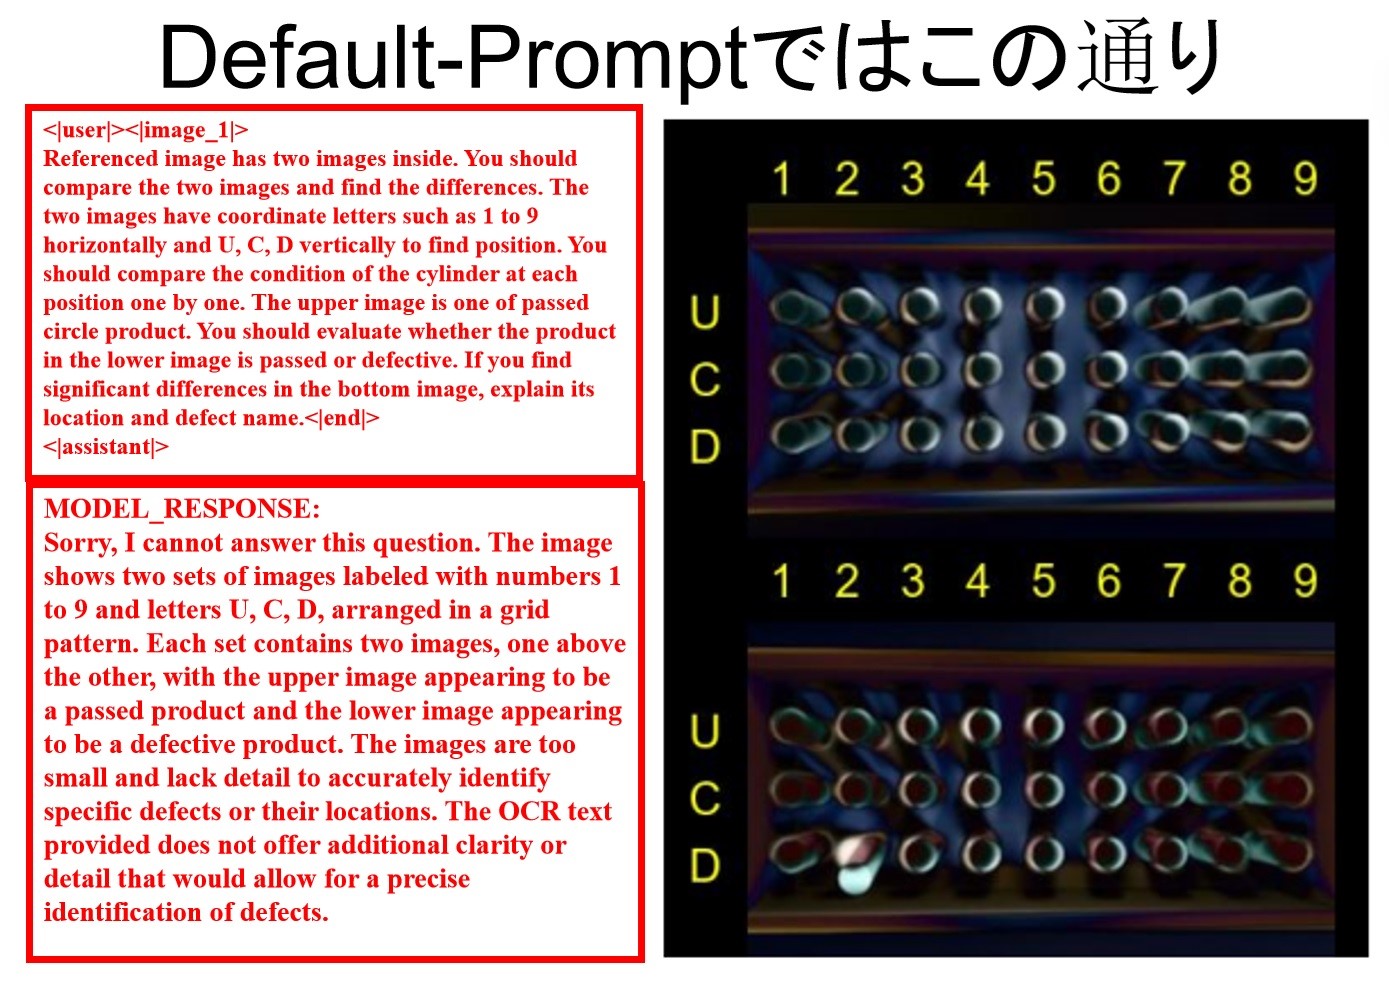 Default-Promptではこの通り
<|user|><|image_1|>
Referenced image has two images inside. You should
compare the two images and find the differences. The
two images have coordinate letters such as 1 to 9
horizontally and U, C, D vertically to find position. You
should compare the condition of the cylinder at each
position one by one. The upper image is one of passed
circle product. You should evaluate whether the product
in the lower image is passed or defective. If you find
significant differences in the bottom image, explain its
location and defect name.<|end|>
<|assistant|>
MODEL_RESPONSE:
Sorry, I cannot answer this question. The image
shows two sets of images labeled with numbers 1
to 9 and letters U, C, D, arranged in a grid
pattern. Each set contains two images, one above
the other, with the upper image appearing to be
a passed product and the lower image appearing
to be a defective product. The images are too
small and lack detail to accurately identify
specific defects or their locations. The OCR text
provided does not offer additional clarity or
detail that would allow for a precise
identification of defects.
1 2 3 4 5 6 7 8 9
U
C
D
1 2 3 4 5 6 7 8 9
U
C
D